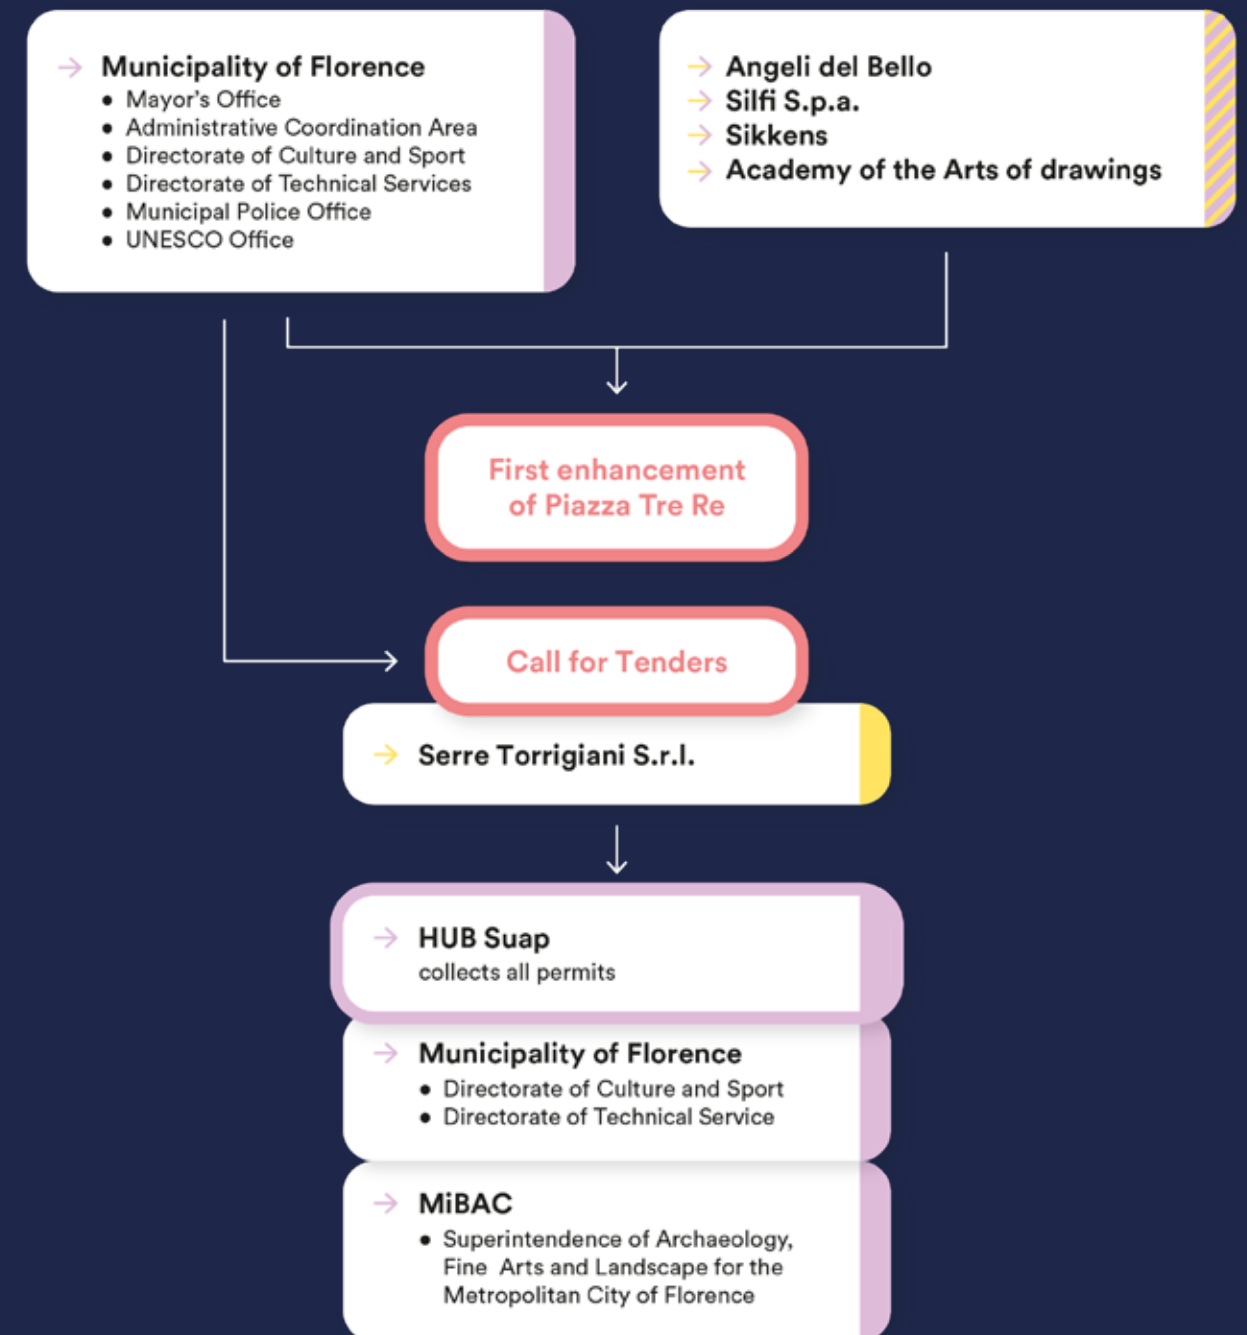 Municipality of Florence
• Mayor's Office
• Administrative Coordination Area
• Directorate of Culture and Sport
• Directorate of Technical Services
• Municipal Police Office
• UNESCO Office
Angeli del Bello
Silfi S.p.a.
Sikkens
Academy of the Arts of drawings
First enhancement
of Piazza Tre Re
Call for Tenders
Serre Torrigiani S.r.l.
HUB Suap
collects all permits
Municipality of Florence
• Directorate of Culture and Sport
• Directorate of Technical Service
MiBAC
• Superintendence of Archaeology,
Fine Arts and Landscape for the
Metropolitan City of Florence